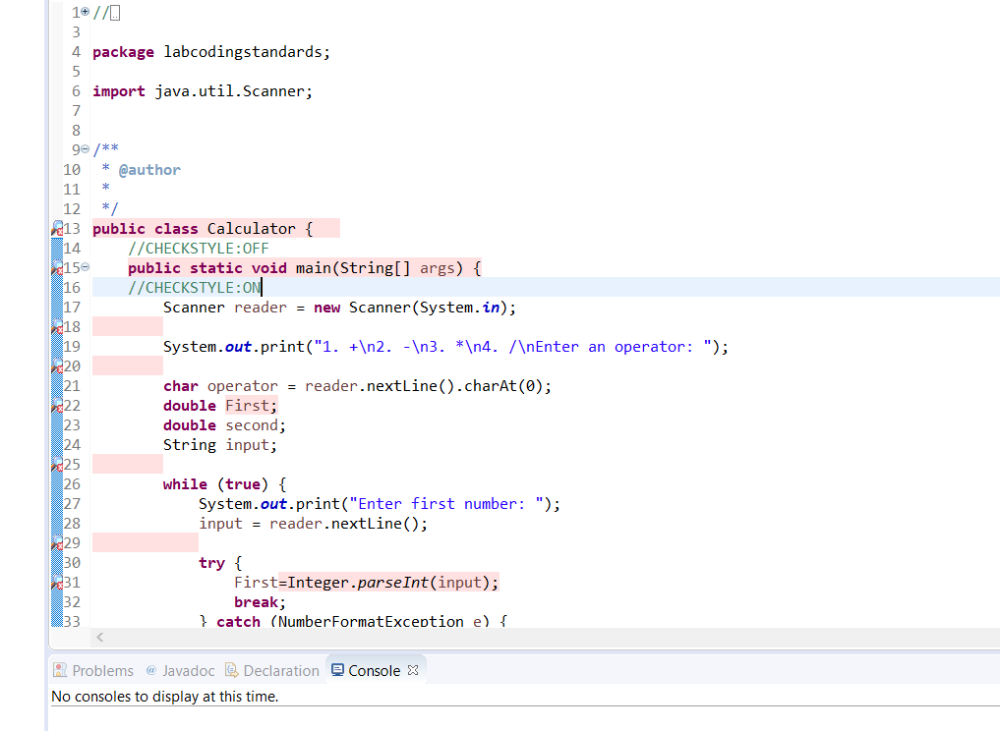 1 //
3
4 package labcodingstandards;
5
6 import java.util.Scanner;
7
8
9 /**
10  * @author
11  *
12  */
13 public class Calculator {
14     //CHECKSTYLE:OFF
15     public static void main(String[] args) {
16     //CHECKSTYLE:ON
17         Scanner reader = new Scanner(System.in);
18
19         System.out.print("1. +\n2. -\n3. *\n4. /\nEnter an operator: ");
20
21         char operator = reader.nextLine().charAt(0);
22         double First;
23         double second;
24         String input;
25
26         while (true) {
27             System.out.print("Enter first number: ");
28             input = reader.nextLine();
29
30             try {
31                 First=Integer.parseInt(input);
32                 break;
33             } catch (NumberFormatException e) {
Problems @ Javadoc Declaration Console
No consoles to display at this time.